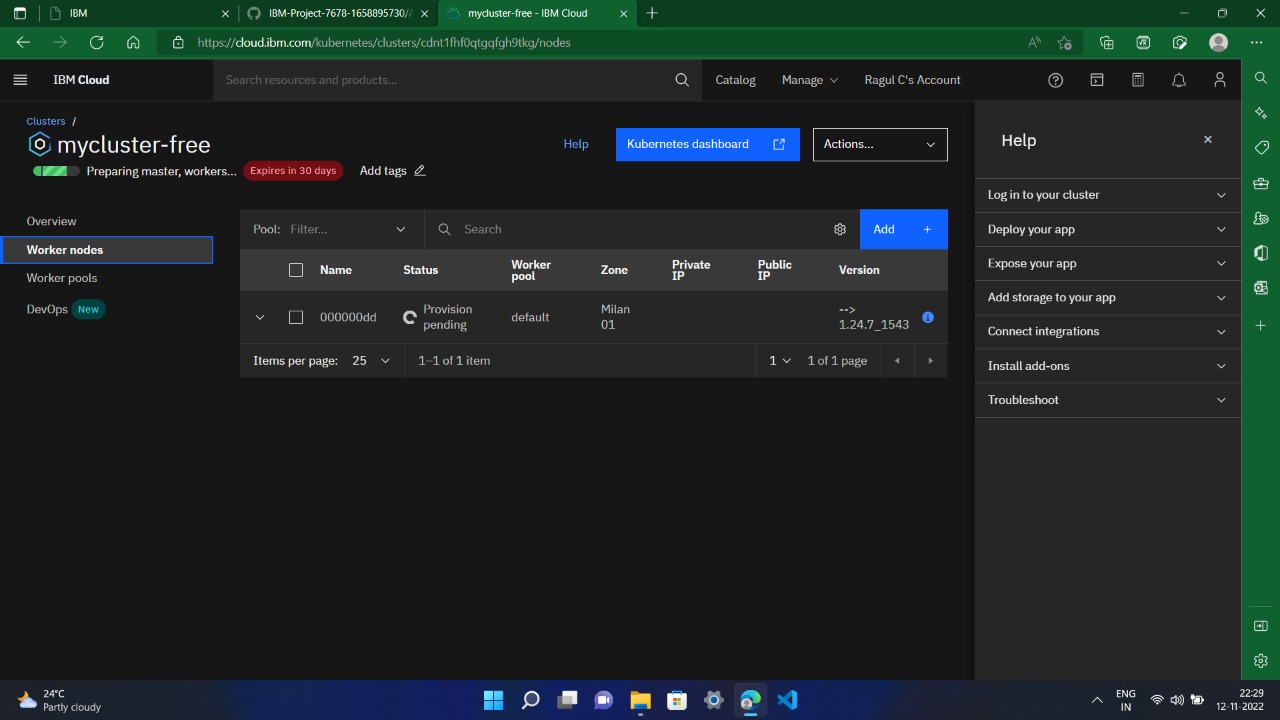 IBM
IBM-Project-7678-1658895730/A
mycluster-free - IBM Cloud
https://cloud.ibm.com/kubernetes/clusters/cdnt1fhf0qtgqfgh9tkg/nodes
IBM Cloud
Search resources and products...
Catalog
Manage
Ragul C's Account
Clusters /
mycluster-free
Help
Kubernetes dashboard
Actions...
Preparing master, workers...
Expires in 30 days
Add tags
Overview
Worker nodes
Worker pools
DevOps New
Pool: Filter...
Search
Add +
Name
Status
Worker
pool
Zone
Private
IP
Public
IP
Version
000000dd
Provision
pending
default
Milan
01
-->
1.24.7_1543
Items per page: 25
1–1 of 1 item
1
1 of 1 page
Help
Log in to your cluster
Deploy your app
Expose your app
Add storage to your app
Connect integrations
Install add-ons
Troubleshoot
24°C
Partly cloudy
ENG
IN
22:29
12-11-2022